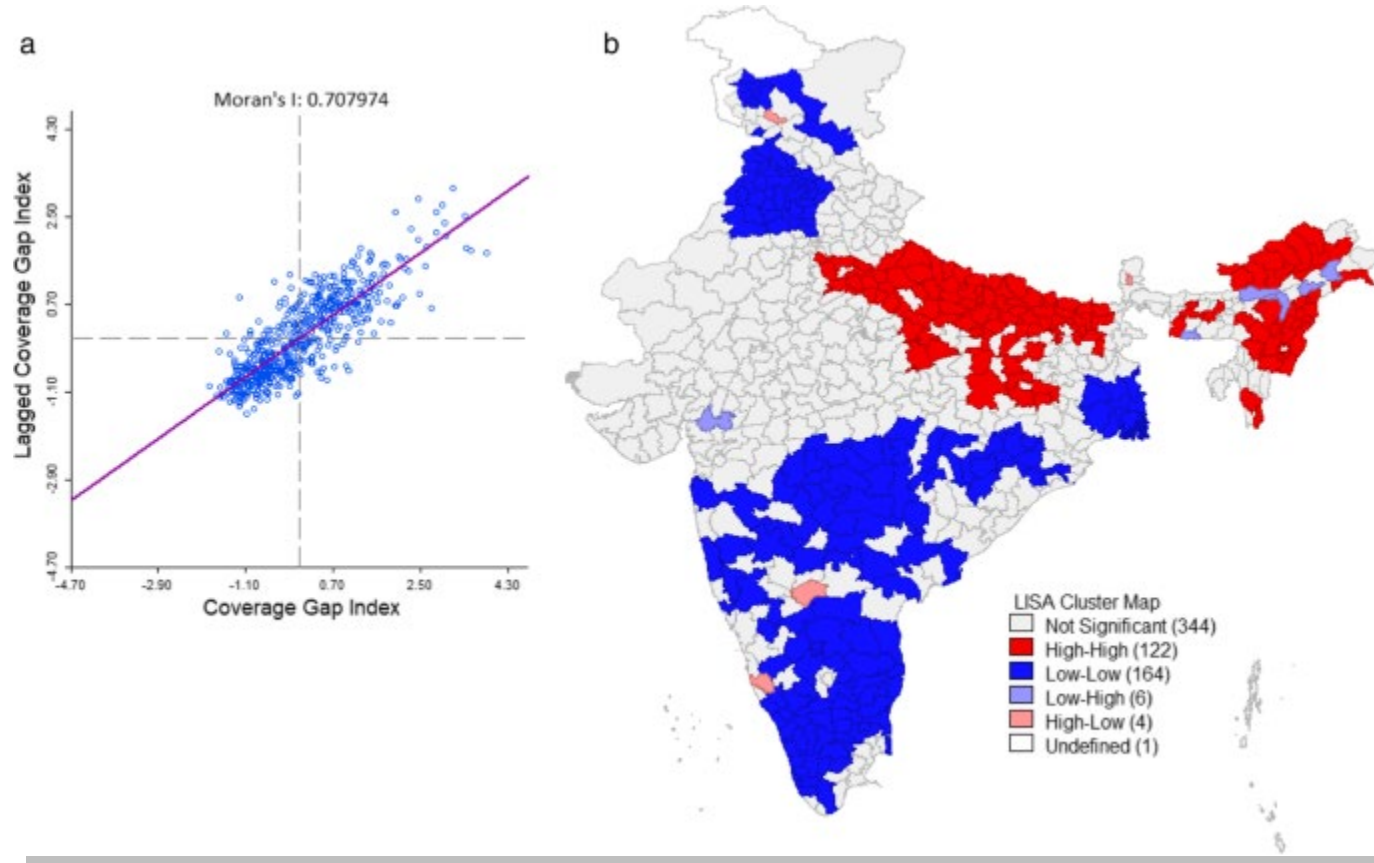 a
b
Moran's I: 0.707974
Lagged Coverage Gap Index
4.30
2.50
0.70
-1.10
-2.90
-4.70
-4.70 -2.90 -1.10 0.70 2.50 4.30
Coverage Gap Index
LISA Cluster Map
Not Significant (344)
High-High (122)
Low-Low (164)
Low-High (6)
High-Low (4)
Undefined (1)